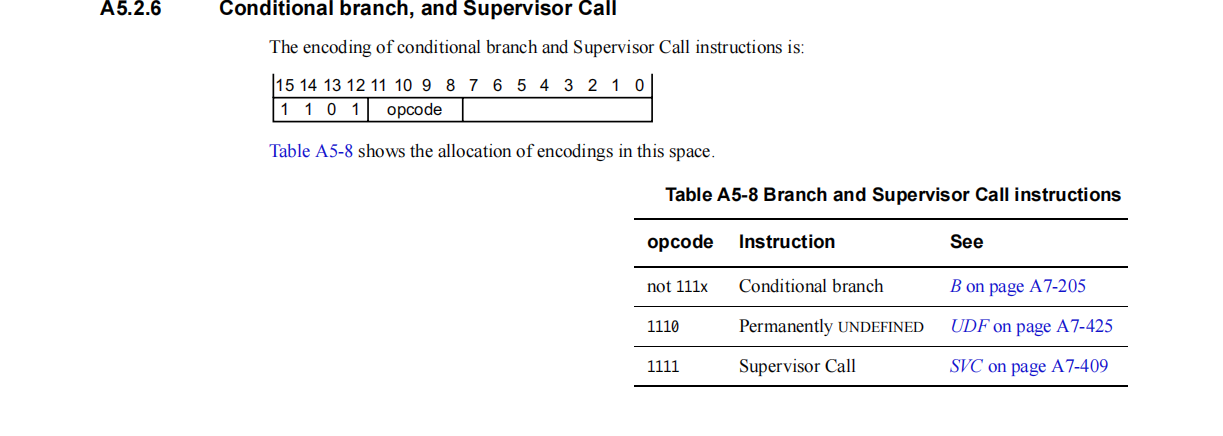 A5.2.6 Conditional branch, and Supervisor Call
The encoding of conditional branch and Supervisor Call instructions is:
15 14 13 12 11 10 9 8 7 6 5 4 3 2 1 0
1 1 0 1 opcode
Table A5-8 shows the allocation of encodings in this space.
Table A5-8 Branch and Supervisor Call instructions
opcode Instruction See
not 111x Conditional branch B on page A7-205
1110 Permanently UNDEFINED UDF on page A7-425
1111 Supervisor Call SVC on page A7-409